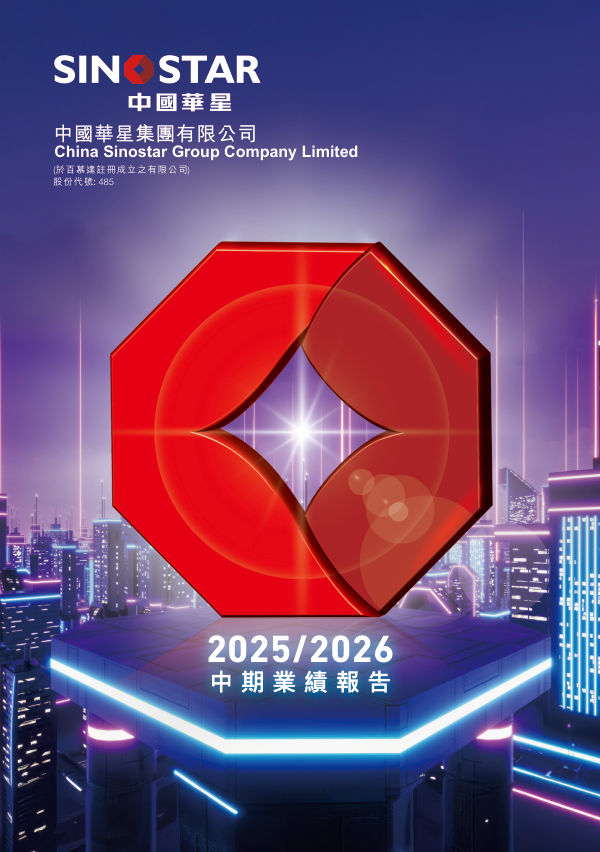 SINOSTAR
中國華星
中國華星集團有限公司
China Sinostar Group Company Limited
(於百慕達註冊成立之有限公司)
股份代號: 485
2025/2026
中期業績報告